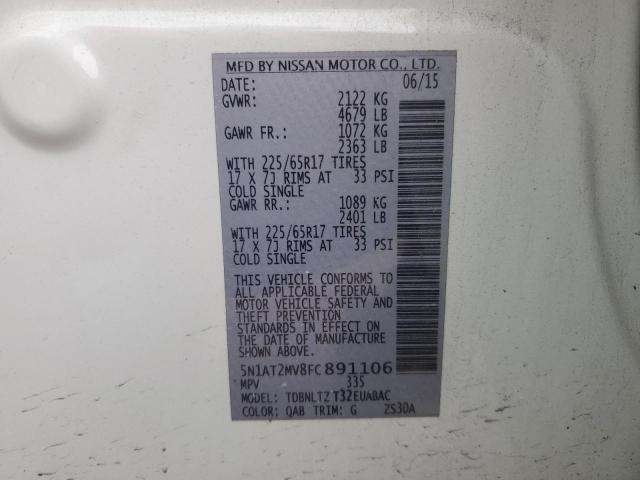 MFD BY NISSAN MOTOR CO., LTD.
DATE: 06/15
GVWR: 2122 KG
4679 LB
GAWR FR.: 1072 KG
2363 LB
WITH 225/65R17 TIRES
17 X 7J RIMS AT 33 PSI
COLD SINGLE
GAWR RR.: 1089 KG
2401 LB
WITH 225/65R17 TIRES
17 X 7J RIMS AT 33 PSI
COLD SINGLE
THIS VEHICLE CONFORMS TO
ALL APPLICABLE FEDERAL
MOTOR VEHICLE SAFETY AND
THEFT PREVENTION
STANDARDS IN EFFECT ON
THE DATE OF MANUFACTURE
SHOWN ABOVE.
5N1AT2MV8FC891106
MPV 335
MODEL: TDBNLTZ T32EUABAC
COLOR: QAB TRIM: G ZS30A